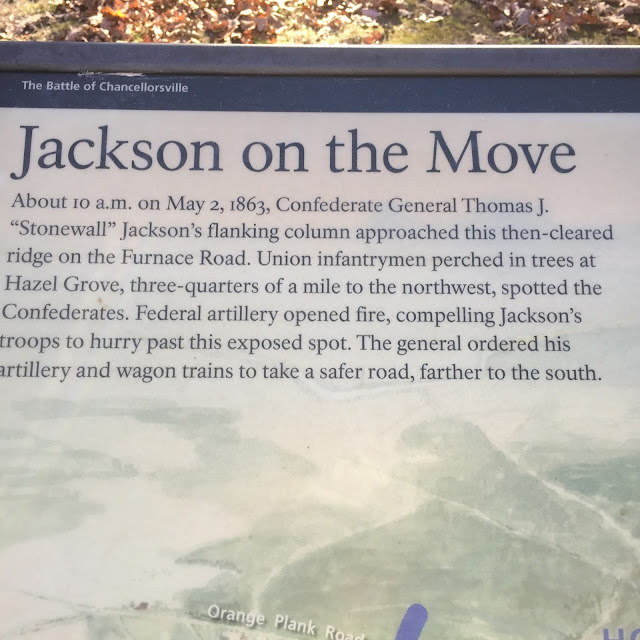 The Battle of Chancellorsville
Jackson on the Move
About 10 a.m. on May 2, 1863, Confederate General Thomas J.
“Stonewall” Jackson’s flanking column approached this then-cleared
ridge on the Furnace Road. Union infantrymen perched in trees at
Hazel Grove, three-quarters of a mile to the northwest, spotted the
Confederates. Federal artillery opened fire, compelling Jackson’s
troops to hurry past this exposed spot. The general ordered his
artillery and wagon trains to take a safer road, farther to the south.
Orange Plank Road